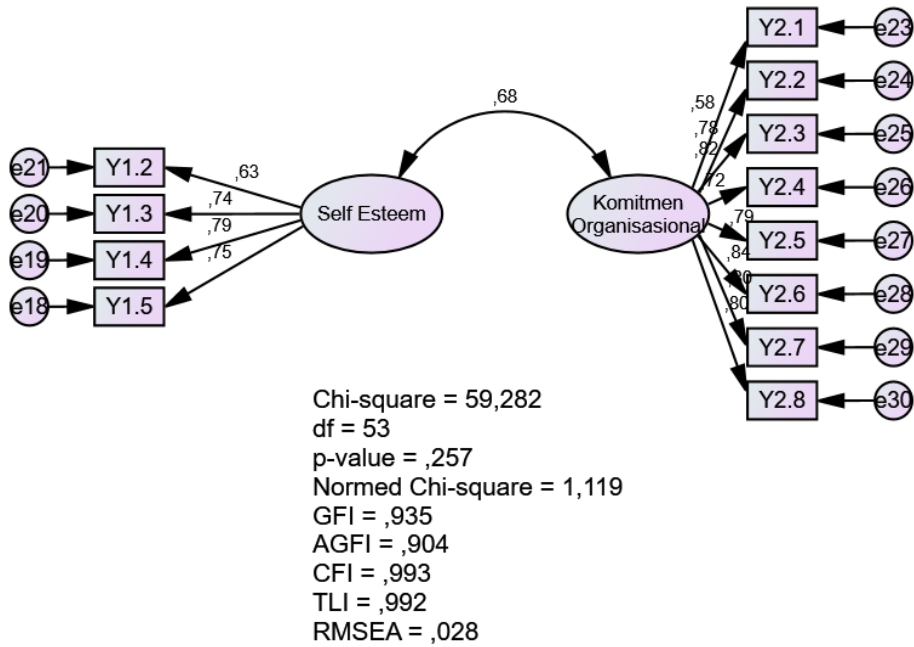 ,68
e21
Y1.2
,63
e20
Y1.3
,74
e19
Y1.4
,79
e18
Y1.5
,75
Self Esteem
Komitmen
Organisasional
,58
Y2.1
e23
,78
Y2.2
e24
,82
Y2.3
e25
,72
Y2.4
e26
,79
Y2.5
e27
,84
Y2.6
e28
,80
Y2.7
e29
,80
Y2.8
e30
Chi-square = 59,282
df = 53
p-value = ,257
Normed Chi-square = 1,119
GFI = ,935
AGFI = ,904
CFI = ,993
TLI = ,992
RMSEA = ,028